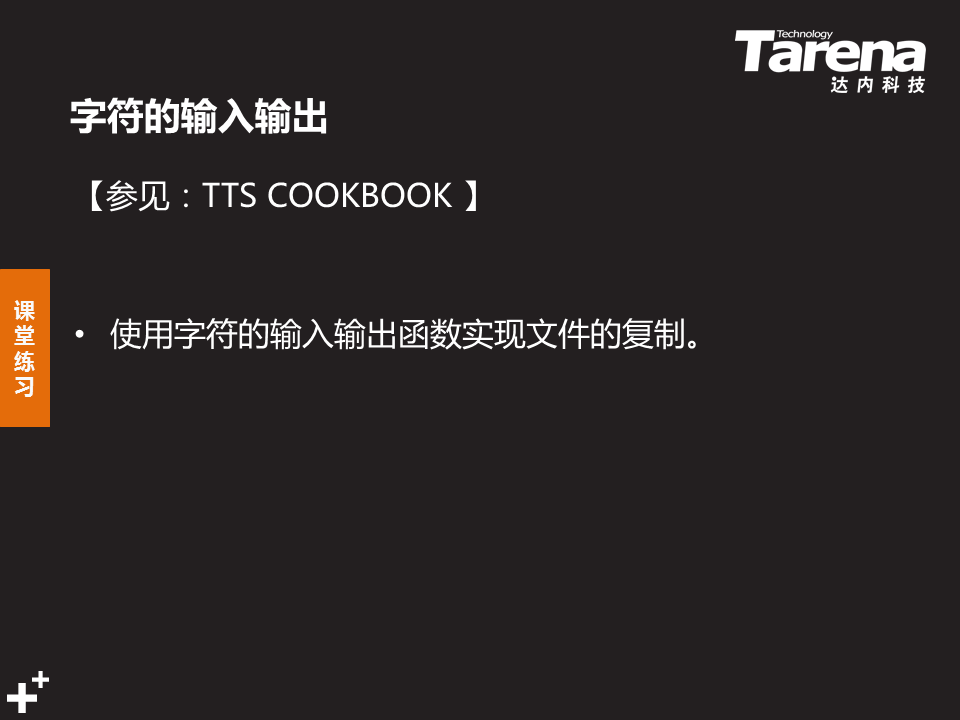 Technology
Tarena
达内科技
字符的输入输出
【参见：TTS COOKBOOK 】
课
堂
练
习
• 使用字符的输入输出函数实现文件的复制。